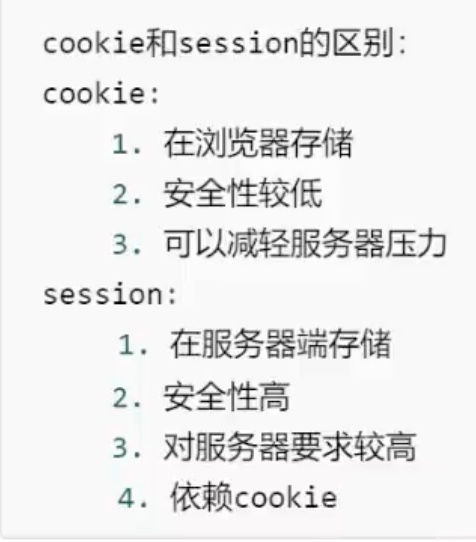 cookie和session的区别:
cookie:
1. 在浏览器存储
2. 安全性较低
3. 可以减轻服务器压力
session:
1. 在服务器端存储
2. 安全性高
3. 对服务器要求较高
4. 依赖cookie